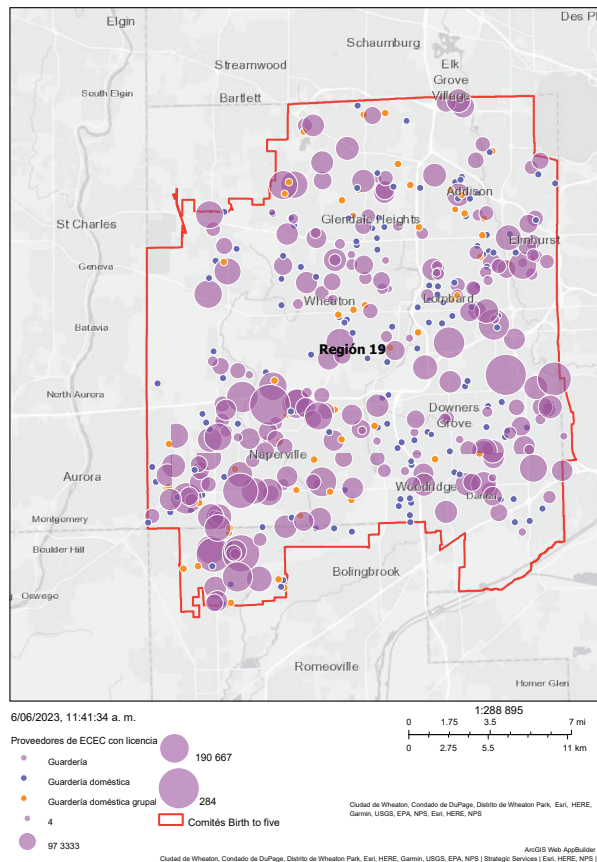 Elgin
Des Pl
Schaumburg
Streamwood
Elk
Grove
Village
South Elgin
Bartlett
Addison
St Charles
Glendale Heights
Elmhurst
Geneva
Wheaton
Lombard
Batavia
Región 19
North Aurora
Downers
Grove
Naperville
Aurora
Woodridge
Darien
Montgomery
Boulder Hill
Bolingbrook
Oswego
Romeoville
Homer Glen
6/06/2023, 11:41:34 a. m.
1:288 895
0 1.75 3.5 7 mi
0 2.75 5.5 11 km
Proveedores de ECEC con licencia
190 667
Guardería
Guardería doméstica
284
Guardería doméstica grupal
4
Comités Birth to five
97 3333
Ciudad de Wheaton, Condado de DuPage, Distrito de Wheaton Park, Esri, HERE,
Garmin, USGS, EPA, NPS, Esri, HERE, NPS
ArcGIS Web AppBuilder
Ciudad de Wheaton, Condado de DuPage, Distrito de Wheaton Park, Esri, HERE, Garmin, USGS, EPA, NPS | Strategic Services | Esri, HERE, NPS |